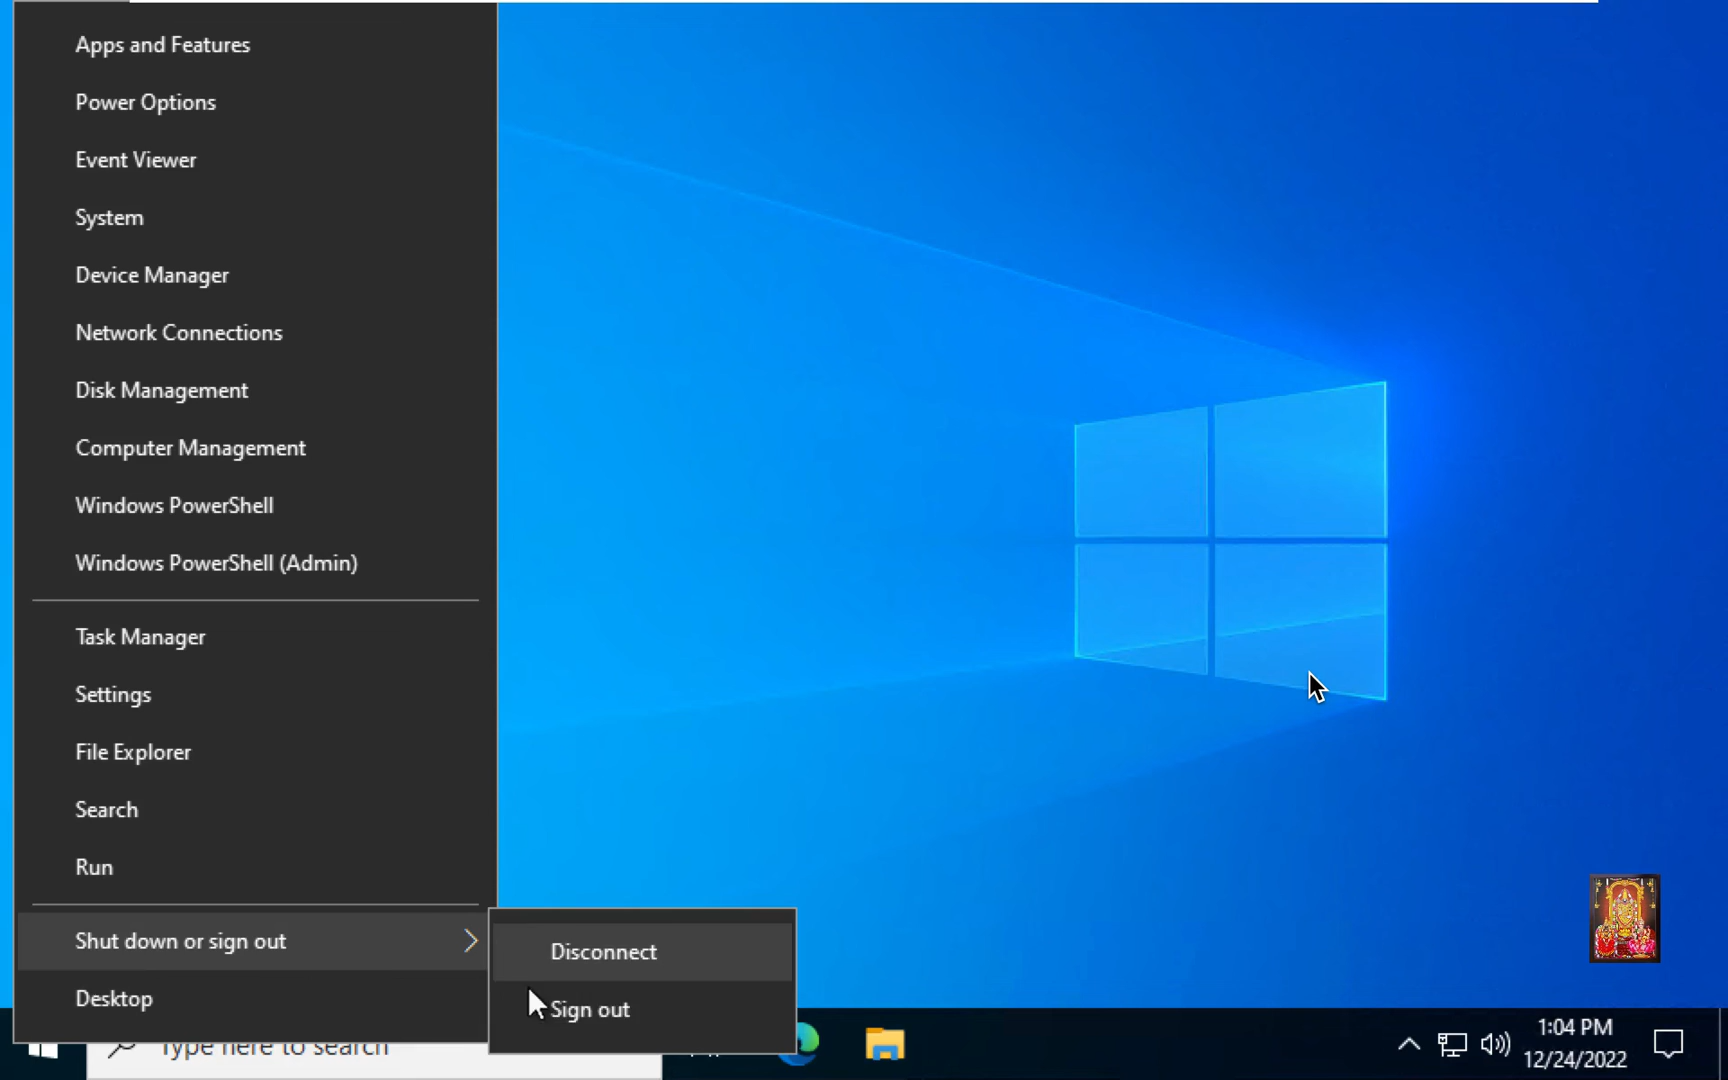 Apps and Features
Power Options
Event Viewer
System
Device Manager
Network Connections
Disk Management
Computer Management
Windows PowerShell
Windows PowerShell (Admin)
Task Manager
Settings
File Explorer
Search
Run
Shut down or sign out
Disconnect
Desktop
Sign out
Type here to search
1:04 PM
12/24/2022